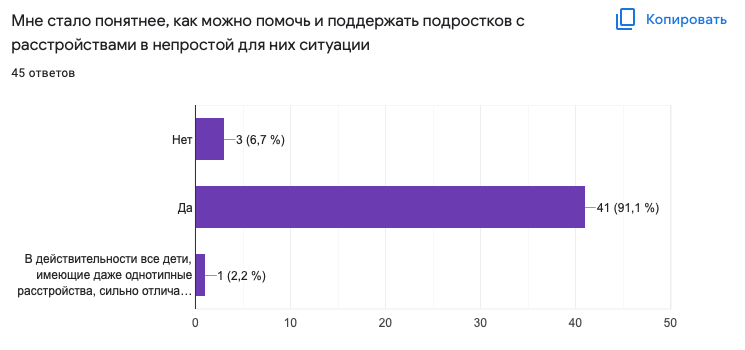 Мне стало понятнее, как можно помочь и поддержать подростков с
расстройствами в непростой для них ситуации
Копировать
45 ответов
Нет
3 (6,7 %)
Да
41 (91,1 %)
В действительности все дети,
имеющие даже однотипные
расстройства, сильно отлича…
1 (2,2 %)
0 10 20 30 40 50